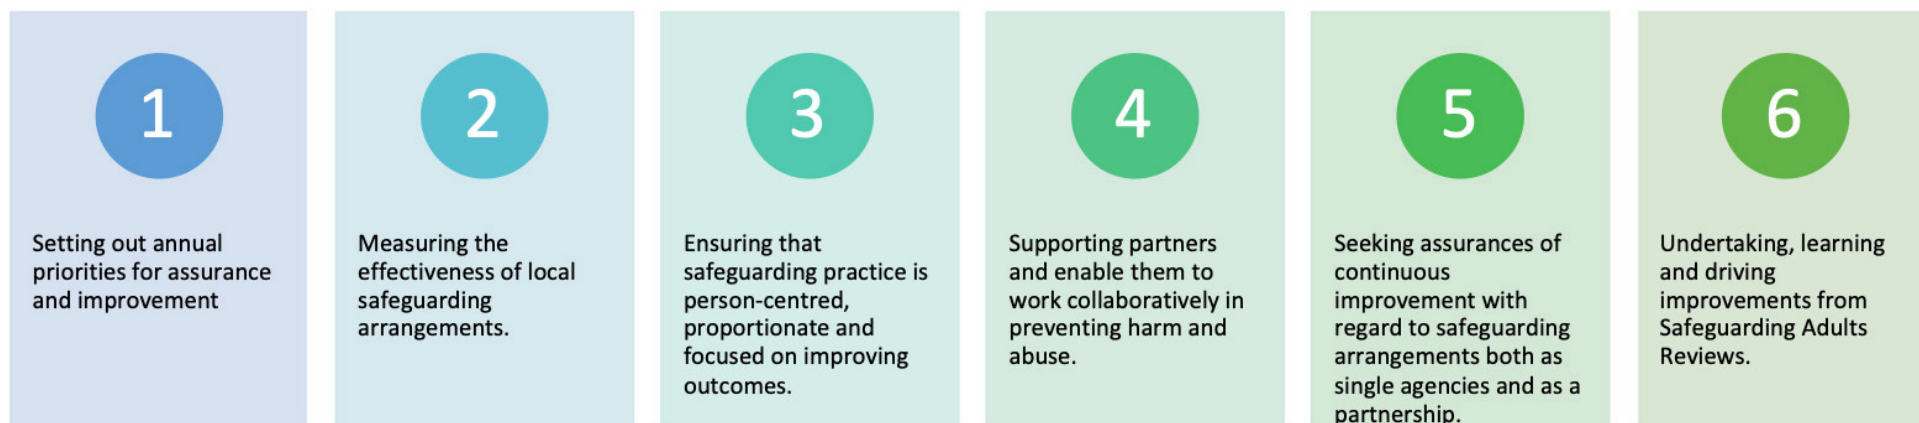 1
Setting out annual
priorities for assurance
and improvement
2
Measuring the
effectiveness of local
safeguarding
arrangements.
3
Ensuring that
safeguarding practice is
person-centred,
proportionate and
focused on improving
outcomes.
4
Supporting partners
and enable them to
work collaboratively in
preventing harm and
abuse.
5
Seeking assurances of
continuous
improvement with
regard to safeguarding
arrangements both as
single agencies and as a
partnership.
6
Undertaking, learning
and driving
improvements from
Safeguarding Adults
Reviews.